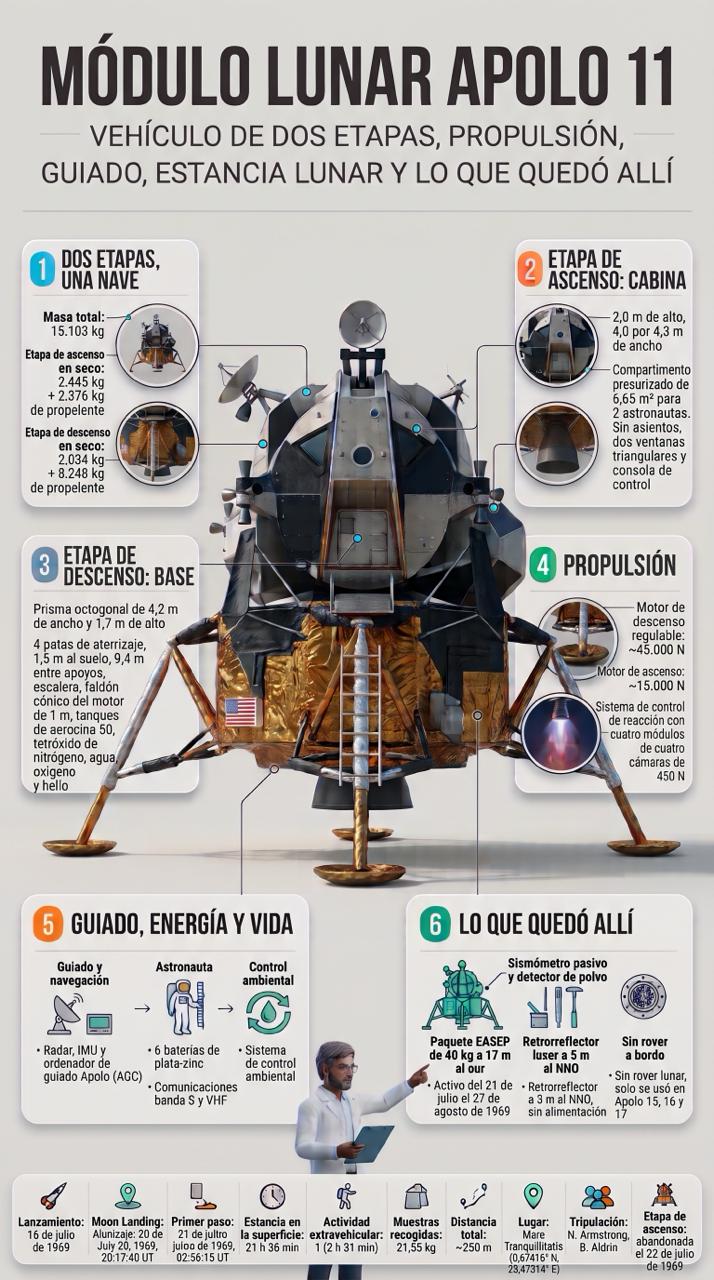 MÓDULO LUNAR APOLO 11
VEHÍCULO DE DOS ETAPAS, PROPULSIÓN,
GUIADO, ESTANCIA LUNAR Y LO QUE QUEDÓ ALLÍ
1 DOS ETAPAS,
UNA NAVE
Masa total:
15.103 kg
Etapa de ascenso
en seco:
2.445 kg
+ 2.376 kg
de propelente
Etapa de descenso
en seco:
2.034 kg
+ 8.248 kg
de propelente
2 ETAPA DE
ASCENSO: CABINA
2,0 m de alto,
4,0 por 4,3 m
de ancho
Compartimento
presurizado de
6,65 m² para
2 astronautas.
Sin asientos,
dos ventanas
triangulares y
consola de
control
3 ETAPA DE
DESCENSO: BASE
Prisma octogonal de 4,2 m
de ancho y 1,7 m de alto
4 patas de aterrizaje,
1,5 m al suelo, 9,4 m
entre apoyos,
escalera, faldón
cónico del motor
de 1 m, tanques
de aerocina 50,
tetróxido de
nitrógeno, agua,
oxigeno
y hello
4 PROPULSIÓN
Motor de
descenso
regulable:
~45.000 N
Motor de ascenso:
~15.000 N
Sistema de control
de reacción con
cuatro módulos
de cuatro
cámaras de
450 N
5 GUIADO, ENERGÍA Y VIDA
Guiado y
navegación
• Radar, IMU y
ordenador de
guiado Apolo (AGC)
Astronauta
• 6 baterías de
plata-zinc
• Comunicaciones
banda S y VHF
Control
ambiental
• Sistema
de control
ambiental
6 LO QUE QUEDÓ ALLÍ
Sismómetro pasivo
y detector de polvo
Paquete EASEP
de 40 kg a 17 m
al our
• Activo del 21 de
julio el 27 de
agosto de 1969
Retrorreflector
luser a 5 m
al NNO
• Retrorreflector
a 3 m al NNO,
sin alimentación
Sin rover
a bordo
• Sin rover lunar,
solo se usó en
Apolo 15, 16 y
17
Lanzamiento:
16 de julio
de 1969
Moon Landing:
Alunizaje: 20 de
July 20, 1969,
20:17:40 UT
Primer paso:
21 de jultro
juioo de 1969,
02:56:15 UT
Estancia en
la superficie:
21 h 36 min
Actividad
extravehicular:
1 (2 h 31 min)
Muestras
recogidas:
21,55 kg
Distancia
total:
~250 m
Lugar:
Mare
Tranquillitatis
(0,67416° N,
23,47314° E)
Tripulación:
N. Armstrong,
B. Aldrin
Etapa de
ascenso:
abandonada
el 22 de julio
de 1969